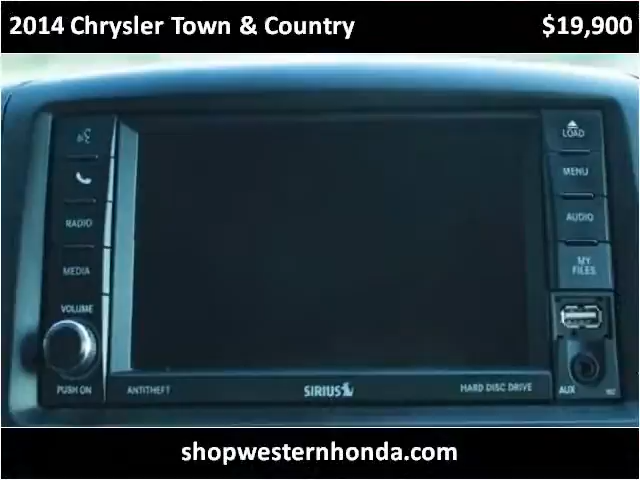 2014 Chrysler Town & Country $19,900
LOAD
MENU
RADIO
AUDIO
MEDIA
MY
FILES
VOLUME
PUSH ON
ANTITHEFT
SIRIUS
HARD DISC DRIVE
AUX
shopwesternhonda.com